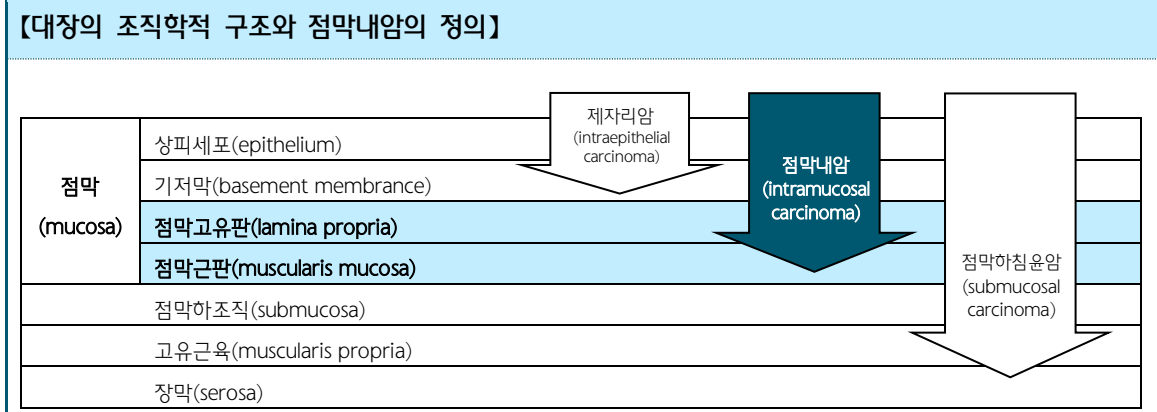 【대장의 조직학적 구조와 점막내암의 정의】
제자리암
(intraepithelial
carcinoma)
점막내암
(intramucosal
carcinoma)
점막하침윤암
(submucosal
carcinoma)
점막
(mucosa)
상피세포(epithelium)
기저막(basement membrance)
점막고유판(lamina propria)
점막근판(muscularis mucosa)
점막하조직(submucosa)
고유근육(muscularis propria)
장막(serosa)